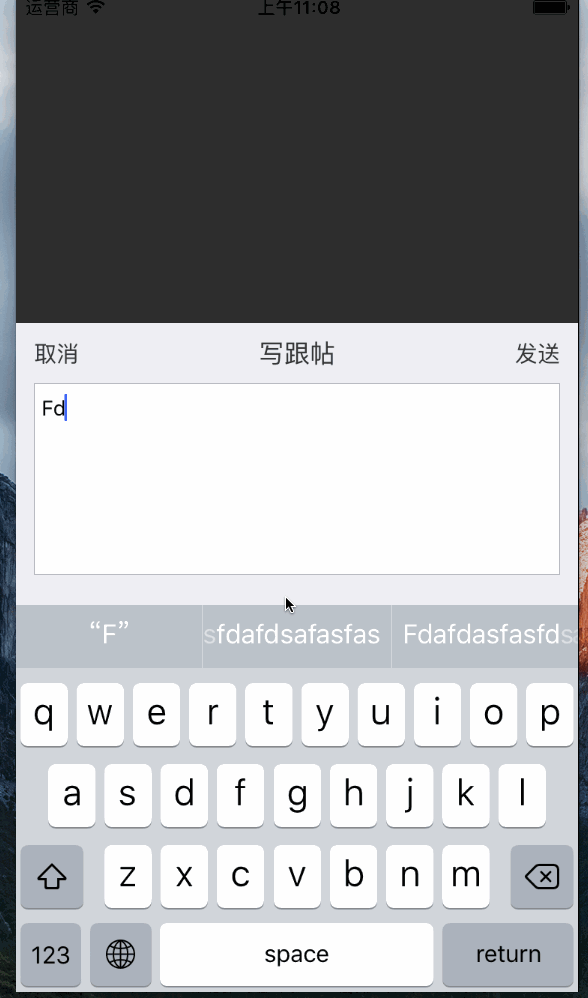 运营商 上午11:08
取消 写跟帖 发送
Fd
“F” sfdafdsafasfas Fdafdasfasfds
q w e r t y u i o p
a s d f g h j k l
z x c v b n m
123 space return